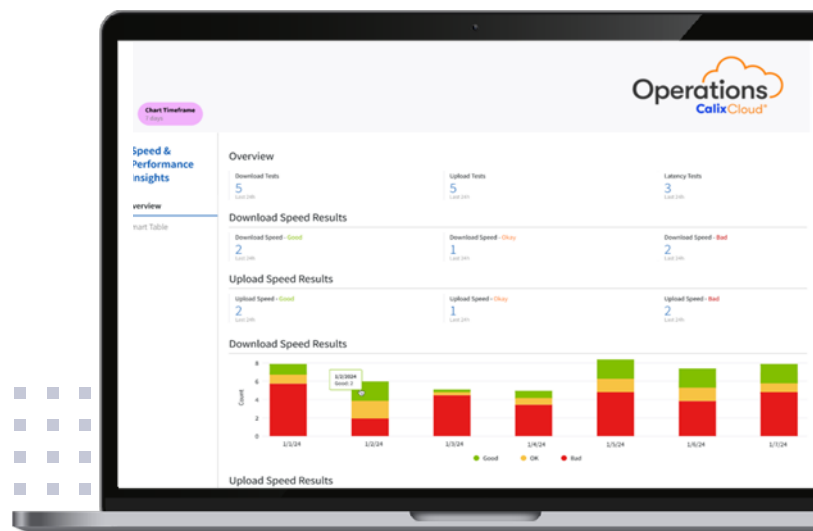 Operations
CalixCloud®
Chart Timeframe
7 days
Speed &
Performance
Insights
Overview
Overview
Download Tests
Upload Tests
Latency Tests
5
5
3
Last 24h
Last 24h
Last 24h
Download Speed Results
Download Speed - Good
Download Speed - Okay
Download Speed - Bad
2
1
2
Last 24h
Last 24h
Last 24h
Upload Speed Results
Upload Speed - Good
Upload Speed - Okay
Upload Speed - Bad
2
1
2
Last 24h
Last 24h
Last 24h
Download Speed Results
8
6
4
2
0
Count
1/2/2024
Good: 2
1/1/24
1/2/24
1/3/24
1/4/24
1/5/24
1/6/24
1/7/24
Good
OK
Bad
Upload Speed Results